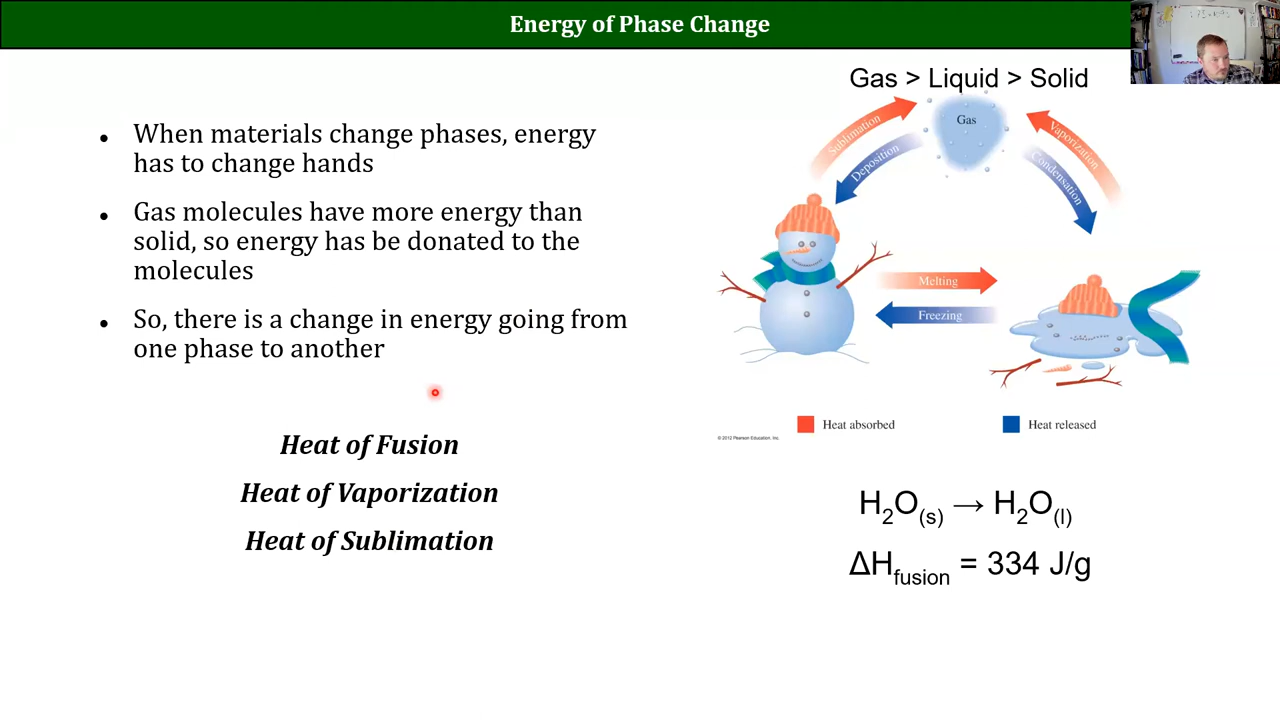 Energy of Phase Change
• When materials change phases, energy
has to change hands
• Gas molecules have more energy than
solid, so energy has be donated to the
molecules
• So, there is a change in energy going from
one phase to another
Heat of Fusion
Heat of Vaporization
Heat of Sublimation
Gas > Liquid > Solid
Gas
Sublimation
Deposition
Vaporization
Condensation
Melting
Freezing
Heat absorbed
Heat released
© 2012 Pearson Education, Inc.
H₂O₍s₎ → H₂O₍l₎
ΔHfusion = 334 J/g